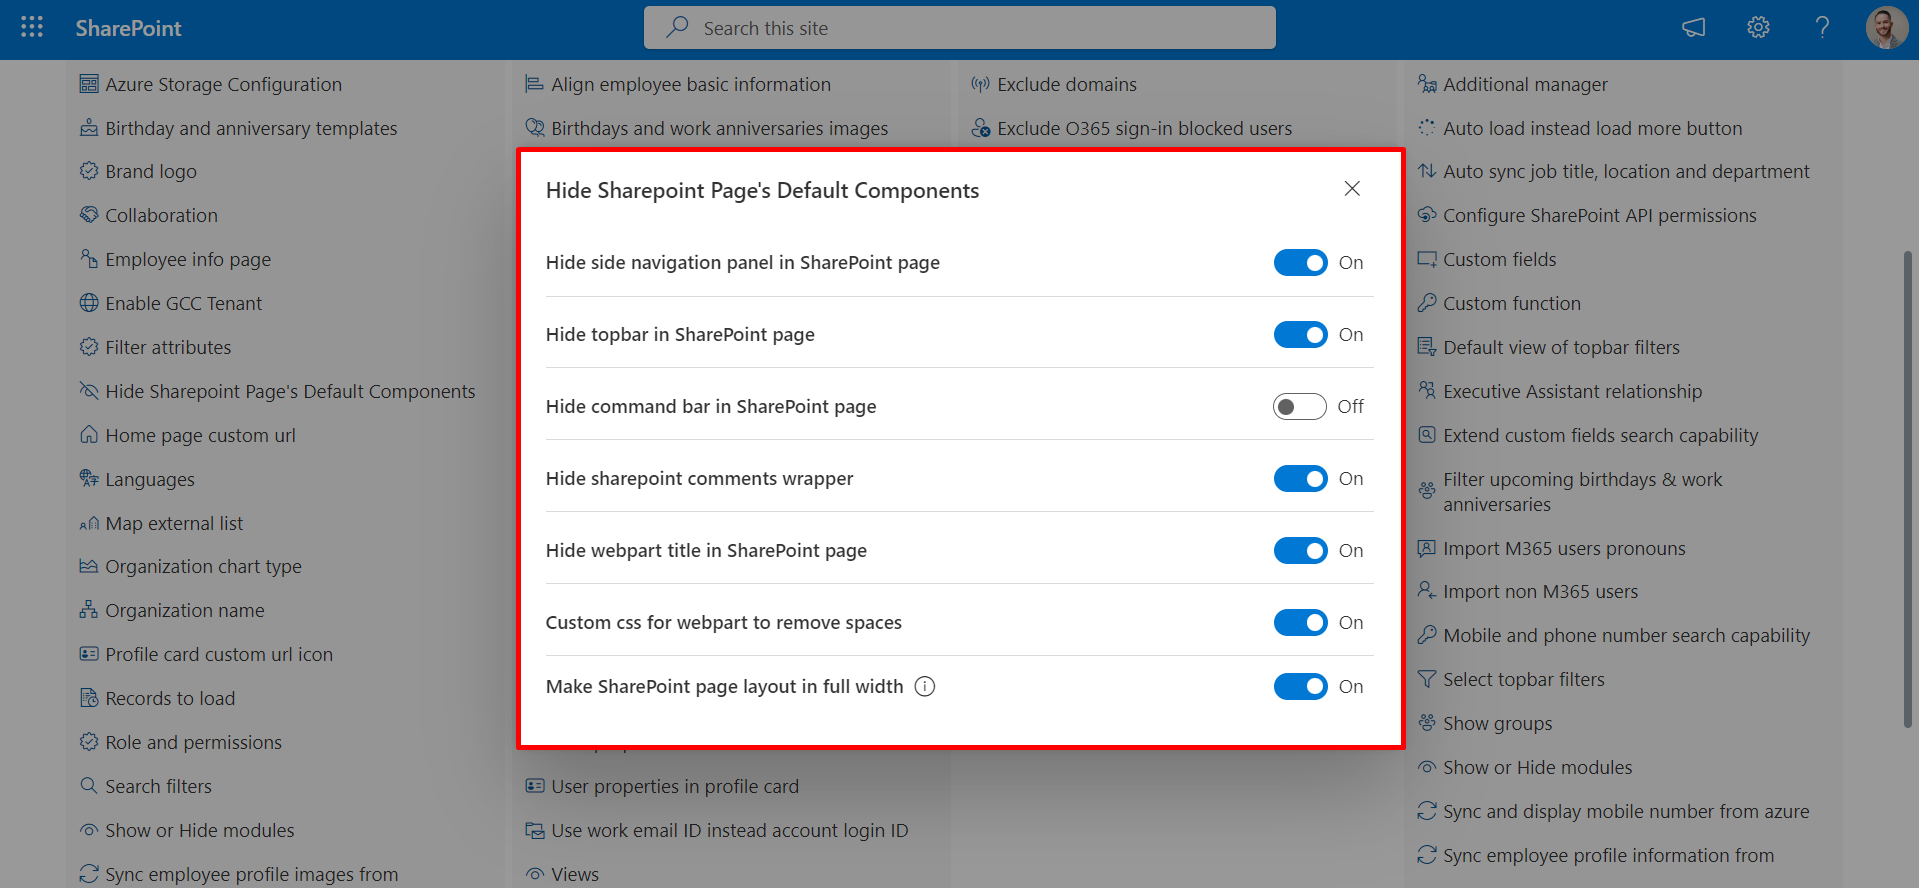 SharePoint
Search this site
Azure Storage Configuration
Birthday and anniversary templates
Brand logo
Collaboration
Employee info page
Enable GCC Tenant
Filter attributes
Hide Sharepoint Page's Default Components
Home page custom url
Languages
Map external list
Organization chart type
Organization name
Profile card custom url icon
Records to load
Role and permissions
Search filters
Show or Hide modules
Sync employee profile images from
Align employee basic information
Birthdays and work anniversaries images
Exclude domains
Exclude O365 sign-in blocked users
Hide Sharepoint Page's Default Components
Hide side navigation panel in SharePoint page
On
Hide topbar in SharePoint page
On
Hide command bar in SharePoint page
Off
Hide sharepoint comments wrapper
On
Hide webpart title in SharePoint page
On
Custom css for webpart to remove spaces
On
Make SharePoint page layout in full width
On
User properties in profile card
Use work email ID instead account login ID
Views
Additional manager
Auto load instead load more button
Auto sync job title, location and department
Configure SharePoint API permissions
Custom fields
Custom function
Default view of topbar filters
Executive Assistant relationship
Extend custom fields search capability
Filter upcoming birthdays & work
anniversaries
Import M365 users pronouns
Import non M365 users
Mobile and phone number search capability
Select topbar filters
Show groups
Show or Hide modules
Sync and display mobile number from azure
Sync employee profile information from